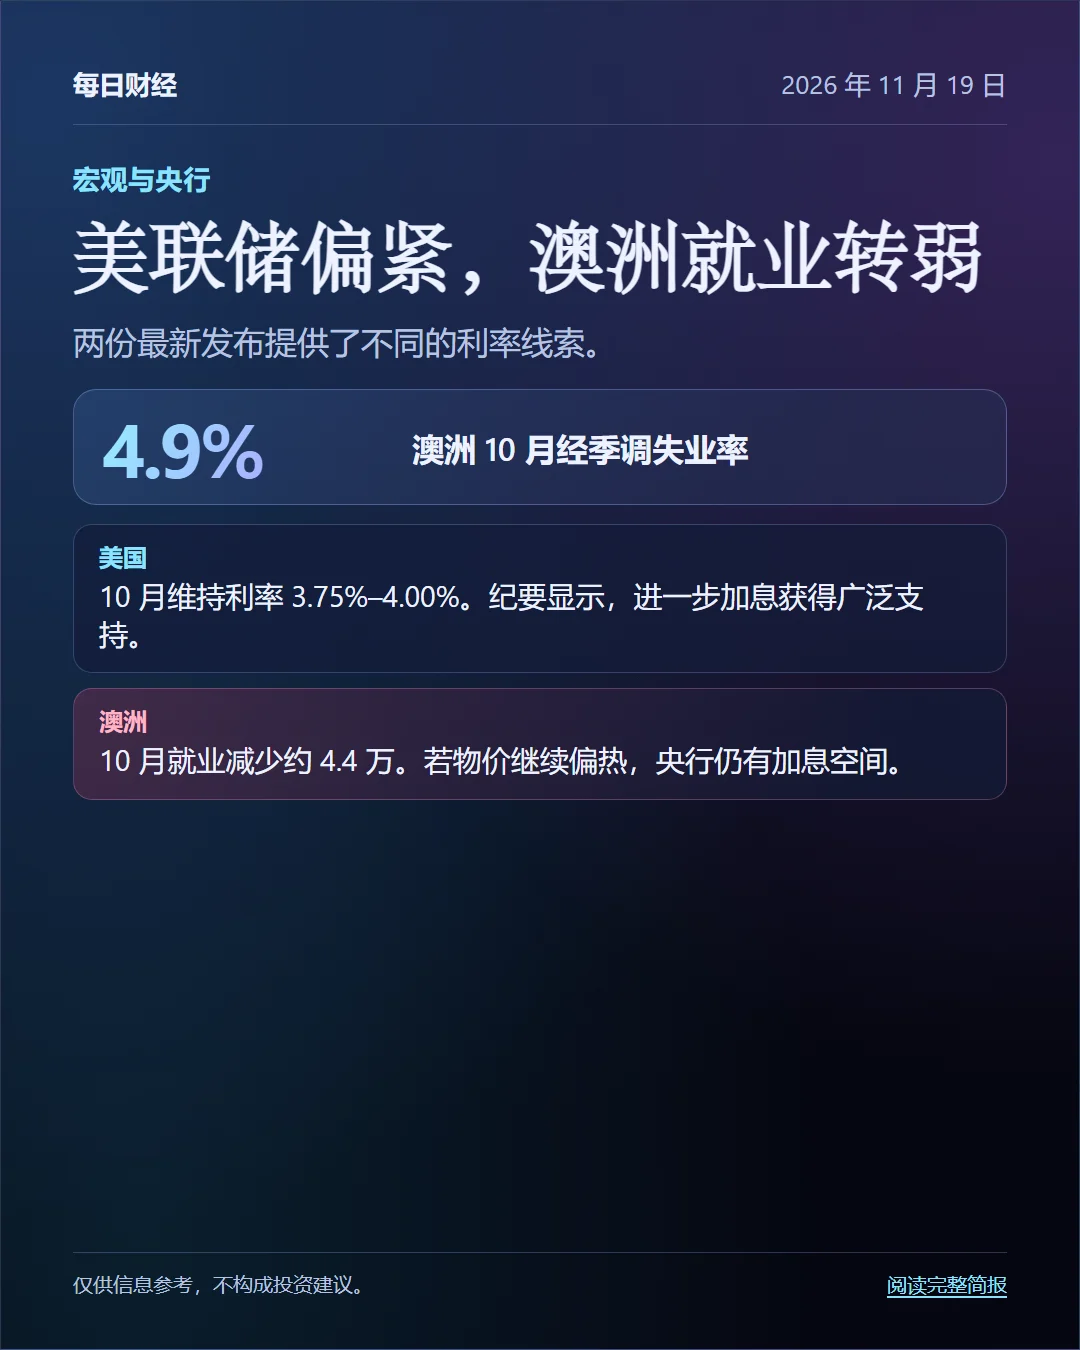 每日财经
2026 年 11 月 19 日
宏观与央行
美联储偏紧，澳洲就业转弱
两份最新发布提供了不同的利率线索。
4.9%
澳洲 10 月经季调失业率
美国
10 月维持利率 3.75%–4.00%。纪要显示，进一步加息获得广泛支
持。
澳洲
10 月就业减少约 4.4 万。若物价继续偏热，央行仍有加息空间。
仅供信息参考，不构成投资建议。
阅读完整简报